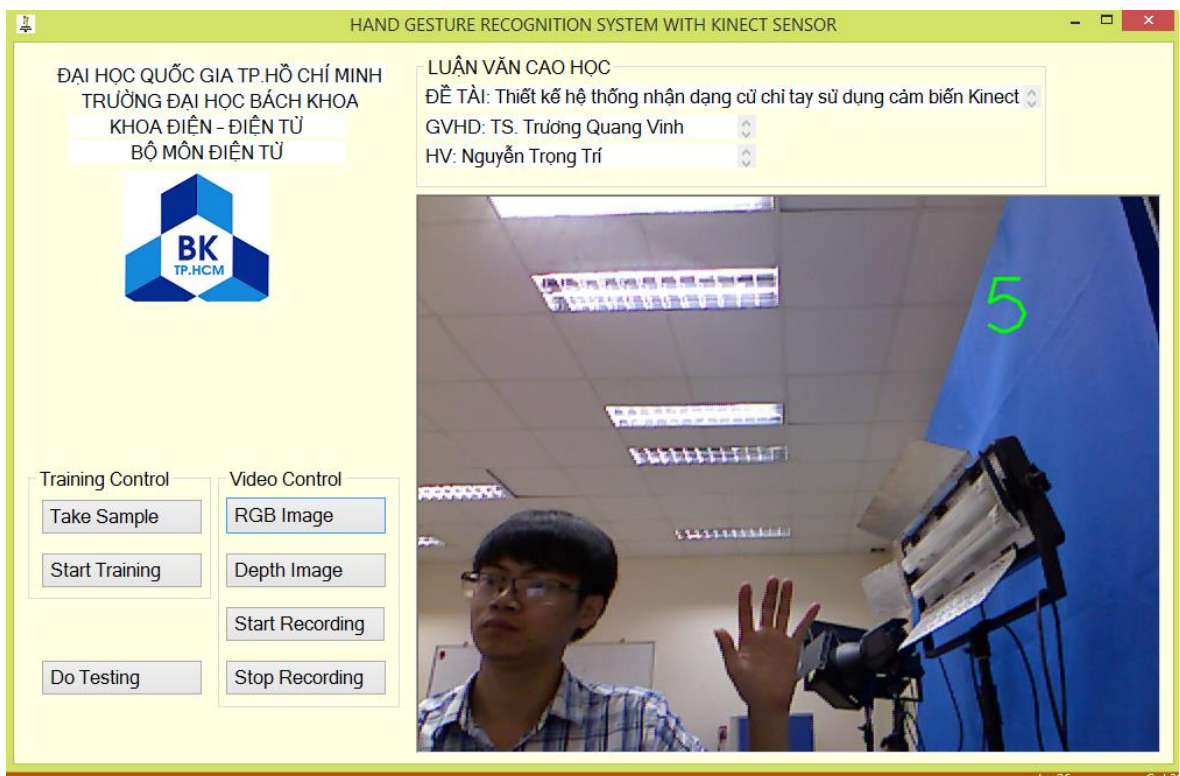 HAND GESTURE RECOGNITION SYSTEM WITH KINECT SENSOR
ĐẠI HỌC QUỐC GIA TP.HỒ CHÍ MINH
TRƯỜNG ĐẠI HỌC BÁCH KHOA
KHOA ĐIỆN - ĐIỆN TỬ
BỘ MÔN ĐIỆN TỬ
BK
TP.HCM
LUẬN VĂN CAO HỌC
ĐỀ TÀI: Thiết kế hệ thống nhận dạng cử chỉ tay sử dụng cảm biến Kinect
GVHD: TS. Trương Quang Vinh
HV: Nguyễn Trọng Trí
5
Training Control
Take Sample
Start Training
Do Testing
Video Control
RGB Image
Depth Image
Start Recording
Stop Recording